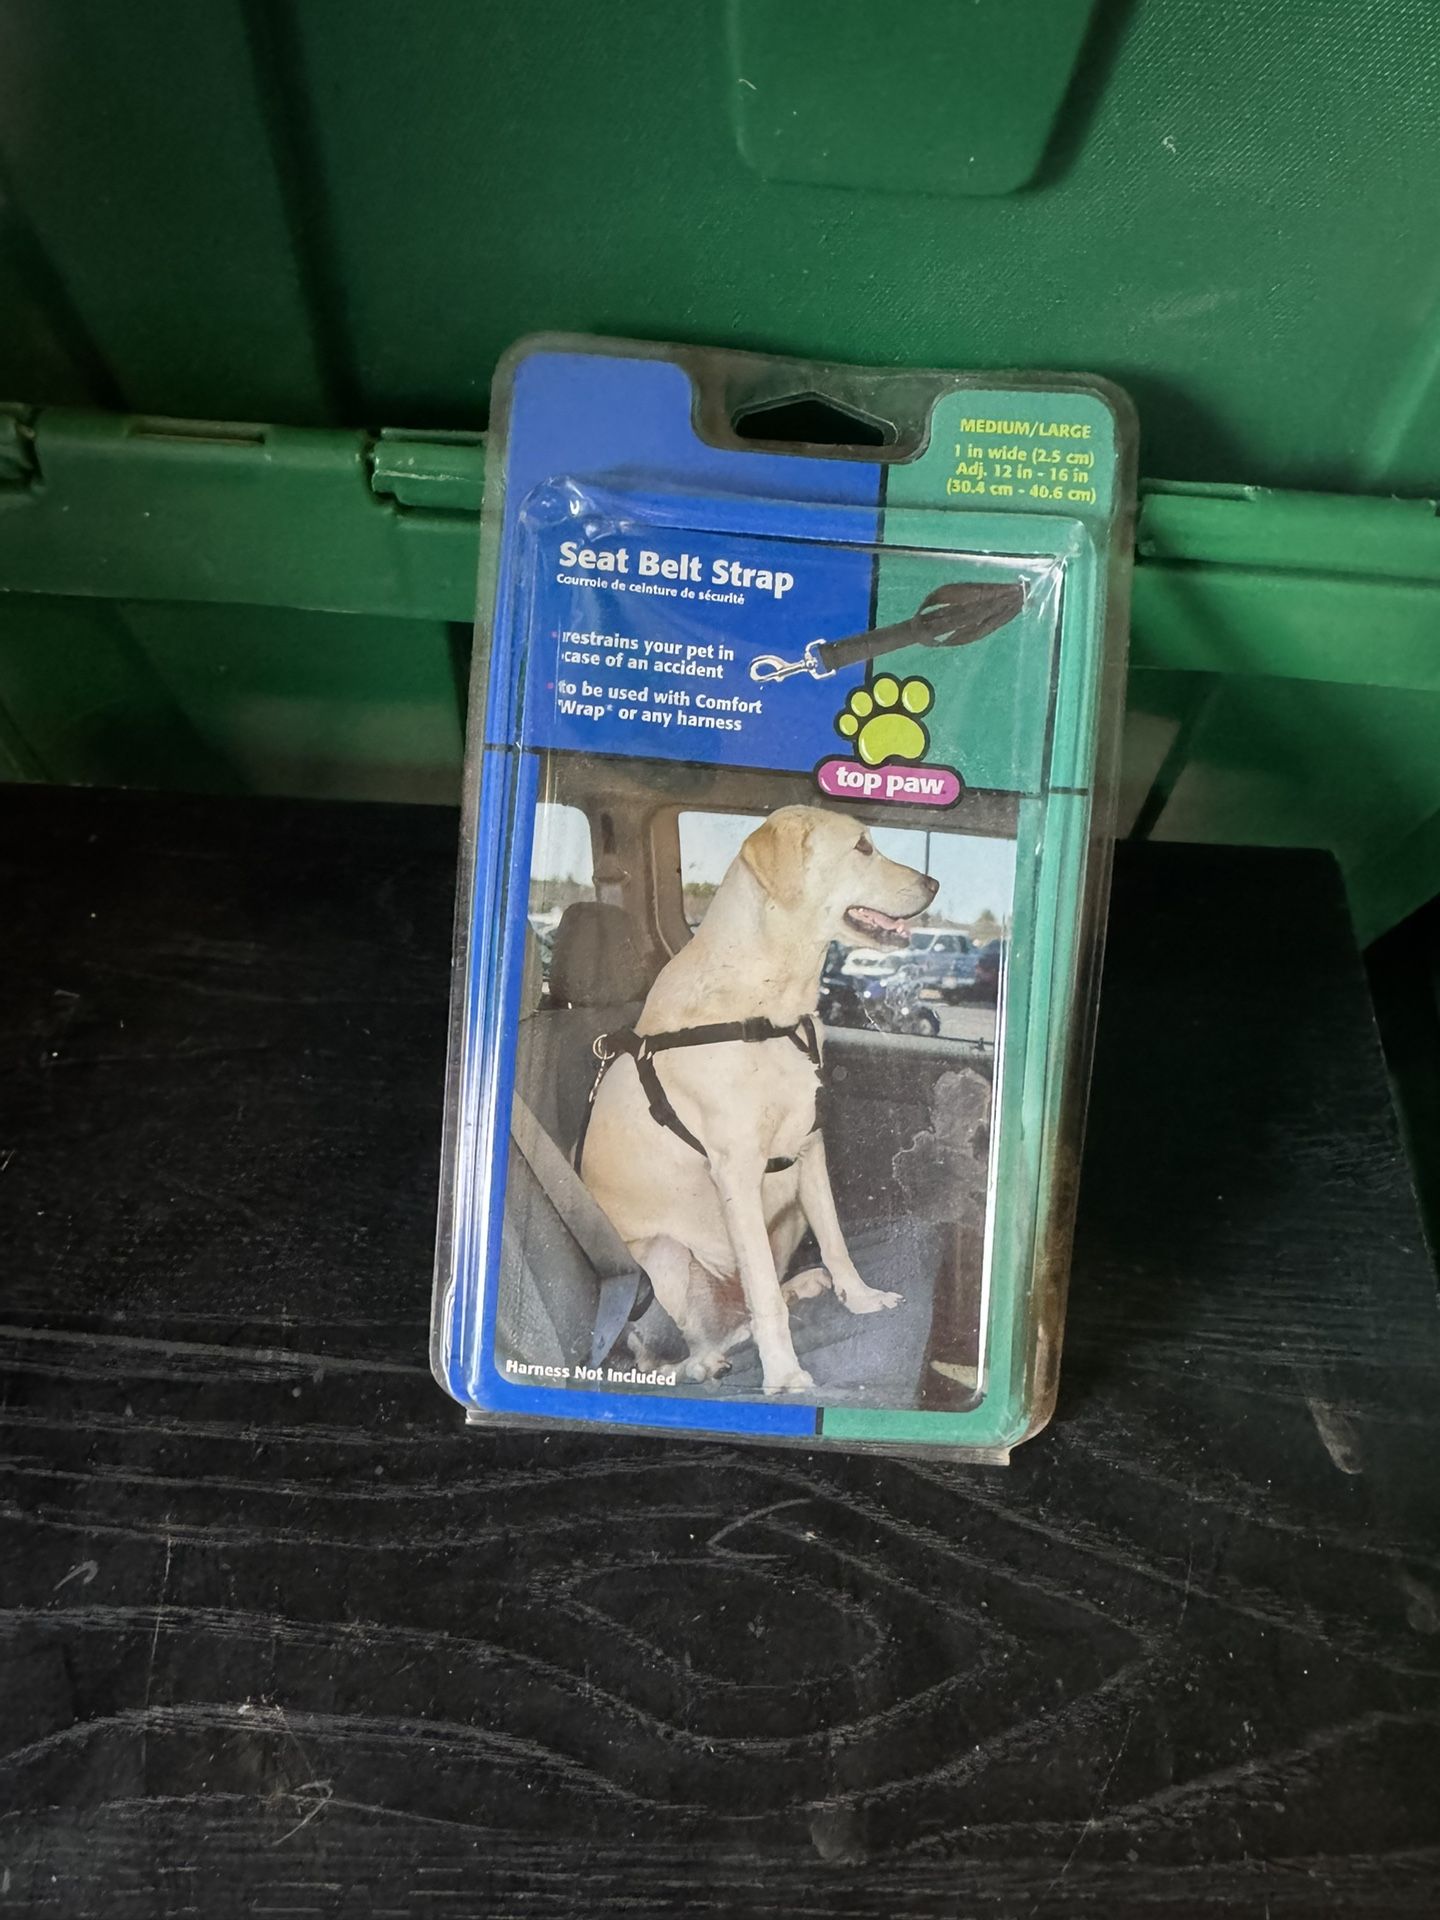 MEDIUM/LARGE
1 in wide (2.5 cm)
Adj. 12 in - 16 in
(30.4 cm - 40.6 cm)
Seat Belt Strap
Courroie de ceinture de sécurité
• restrains your pet in
case of an accident
• to be used with Comfort
Wrap® or any harness
top paw
Harness Not Included